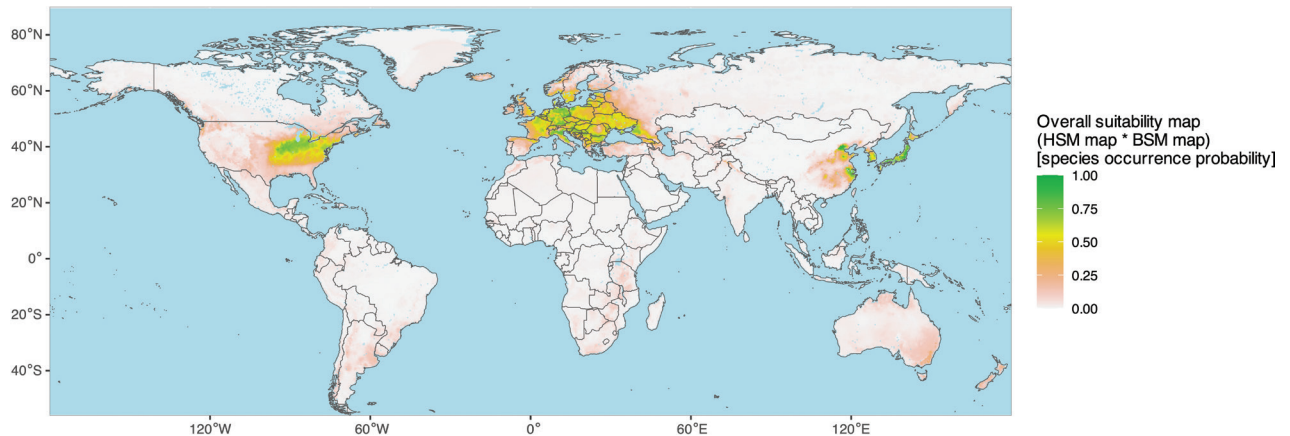 80°N
60°N
40°N
20°N
0°
20°S
40°S
120°W
60°W
0°
60°E
120°E
Overall suitability map
(HSM map * BSM map)
[species occurrence probability]
1.00
0.75
0.50
0.25
0.00